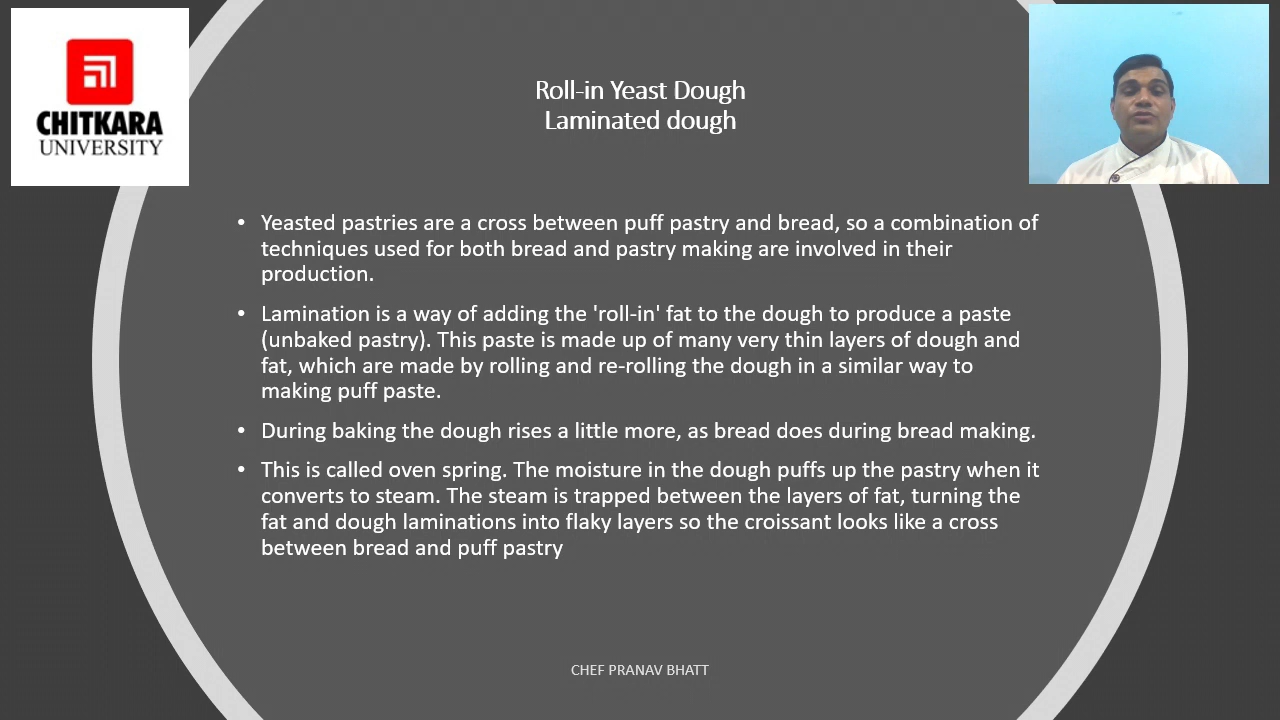 CHITKARA
UNIVERSITY
Roll-in Yeast Dough
Laminated dough
• Yeasted pastries are a cross between puff pastry and bread, so a combination of
techniques used for both bread and pastry making are involved in their
production.
• Lamination is a way of adding the 'roll-in' fat to the dough to produce a paste
(unbaked pastry). This paste is made up of many very thin layers of dough and
fat, which are made by rolling and re-rolling the dough in a similar way to
making puff paste.
• During baking the dough rises a little more, as bread does during bread making.
• This is called oven spring. The moisture in the dough puffs up the pastry when it
converts to steam. The steam is trapped between the layers of fat, turning the
fat and dough laminations into flaky layers so the croissant looks like a cross
between bread and puff pastry
CHEF PRANAV BHATT